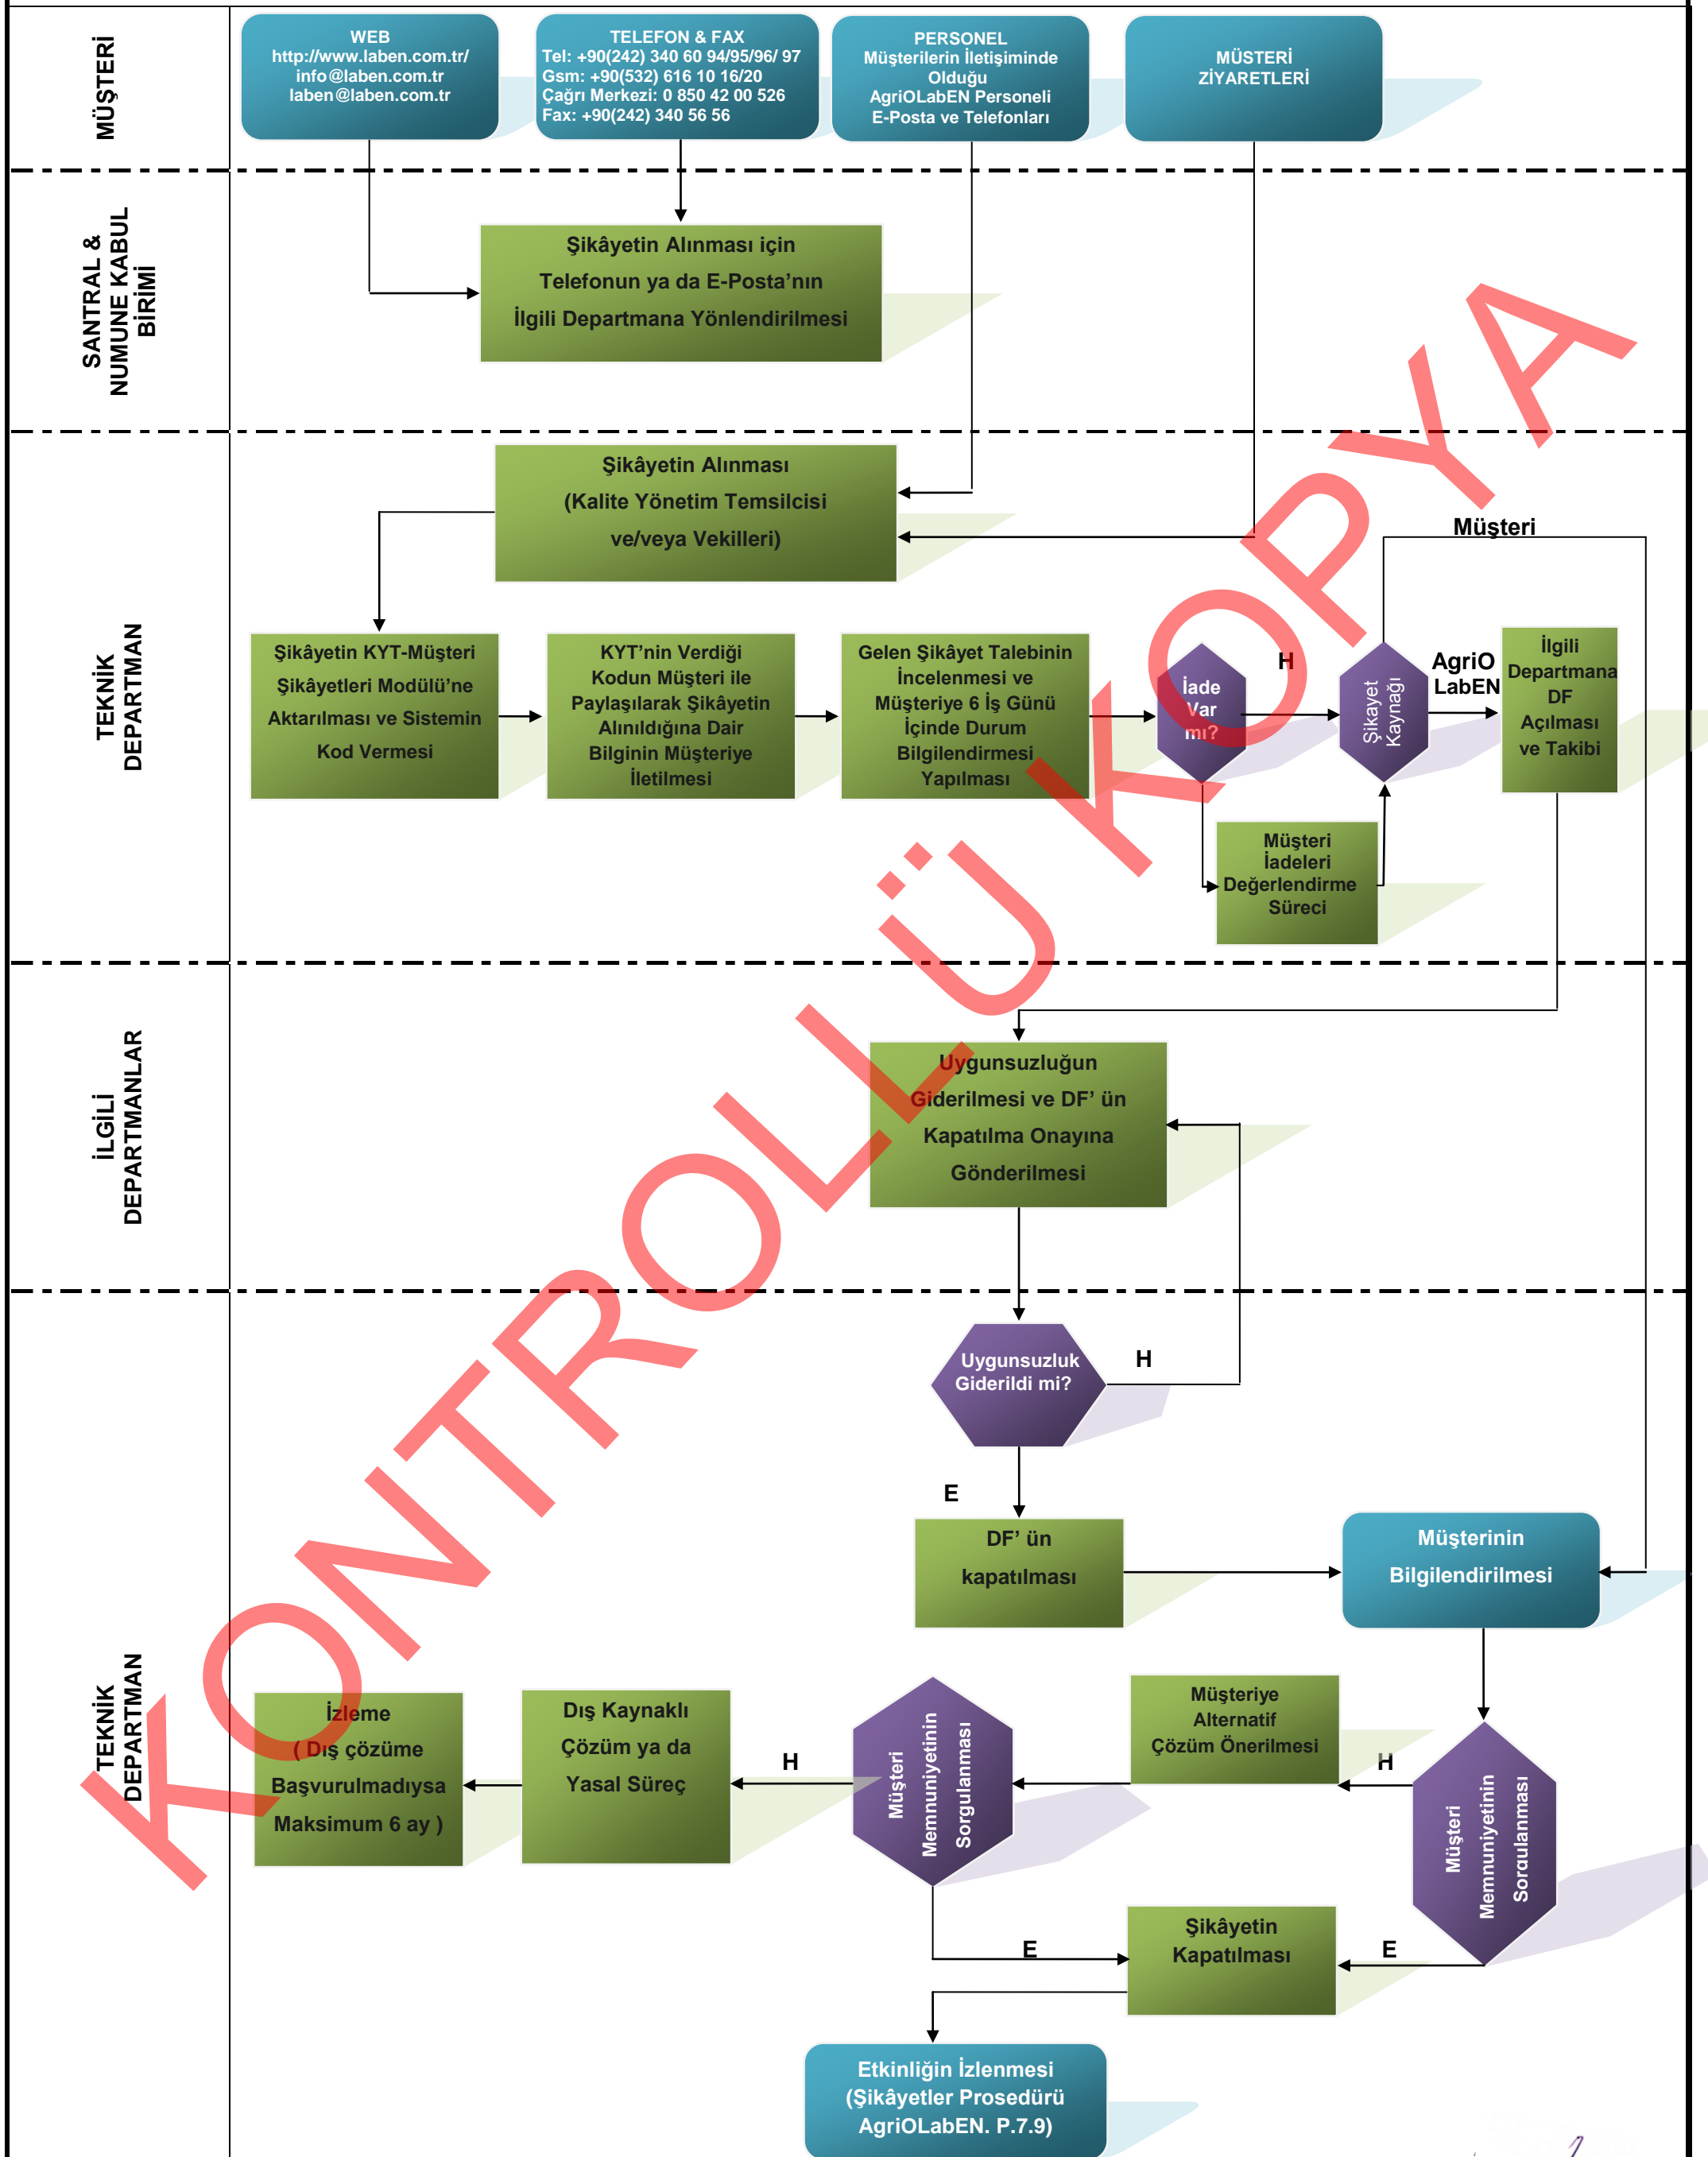 MÜŞTERİ
WEB
http://www.laben.com.tr/
info@laben.com.tr
laben@laben.com.tr
TELEFON & FAX
Tel: +90(242) 340 60 94/95/96/ 97
Gsm: +90(532) 616 10 16/20
Çağrı Merkezi: 0 850 42 00 526
Fax: +90(242) 340 56 56
PERSONEL
Müşterilerin İletişiminde
Olduğu
AgriOLabEN Personeli
E-Posta ve Telefonları
MÜSTERİ
ZİYARETLERİ
SANTRAL &
NUMUNE KABUL
BİRİMİ
Şikâyetin Alınması için
Telefonun ya da E-Posta’nın
İlgili Departmana Yönlendirilmesi
TEKNİK
DEPARTMAN
Şikâyetin Alınması
(Kalite Yönetim Temsilcisi
ve/veya Vekilleri)
Müşteri
Şikâyetin KYT-Müşteri
Şikâyetleri Modülü’ne
Aktarılması ve Sistemin
Kod Vermesi
KYT’nin Verdiği
Kodun Müşteri ile
Paylaşılarak Şikâyetin
Alınıldığına Dair
Bilginin Müşteriye
İletilmesi
Gelen Şikâyet Talebinin
İncelenmesi ve
Müşteriye 6 İş Günü
İçinde Durum
Bilgilendirmesi
Yapılması
İade
Var
mı?
H
Şikayet
Kaynağı
AgriO
LabEN
İlgili
Departmana
DF
Açılması
ve Takibi
Müşteri
İadeleri
Değerlendirme
Süreci
İLGİLİ
DEPARTMANLAR
Uygunsuzluğun
Giderilmesi ve DF’ ün
Kapatılma Onayına
Gönderilmesi
TEKNİK
DEPARTMAN
Uygunsuzluk
Giderildi mi?
H
E
DF’ ün
kapatılması
Müşterinin
Bilgilendirilmesi
İzleme
( Dış çözüme
Başvurulmadıysa
Maksimum 6 ay )
Dış Kaynaklı
Çözüm ya da
Yasal Süreç
H
Müşteri
Memnuniyetinin
Sorgulanması
Müşteriye
Alternatif
Çözüm Önerilmesi
H
Müşteri
Memnuniyetinin
Sorgulanması
E
Şikâyetin
Kapatılması
E
Etkinliğin İzlenmesi
(Şikâyetler Prosedürü
AgriOLabEN. P.7.9)
KONTROLLÜ KOPYA